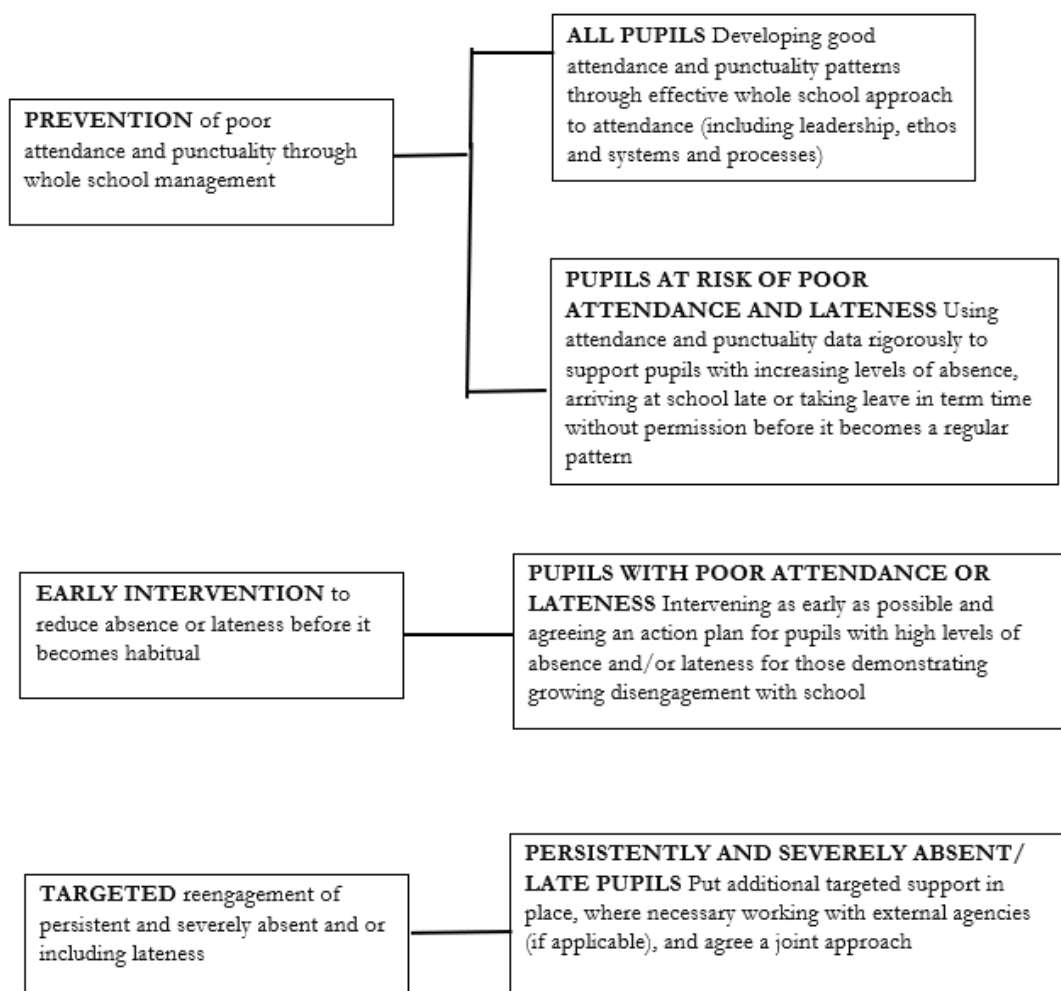 PREVENTION of poor
attendance and punctuality through
whole school management
ALL PUPILS Developing good
attendance and punctuality patterns
through effective whole school approach
to attendance (including leadership, ethos
and systems and processes)
PUPILS AT RISK OF POOR
ATTENDANCE AND LATENESS Using
attendance and punctuality data rigorously to
support pupils with increasing levels of absence,
arriving at school late or taking leave in term time
without permission before it becomes a regular
pattern
EARLY INTERVENTION to
reduce absence or lateness before it
becomes habitual
PUPILS WITH POOR ATTENDANCE OR
LATENESS Intervening as early as possible and
agreeing an action plan for pupils with high levels of
absence and/or lateness for those demonstrating
growing disengagement with school
TARGETED reengagement of
persistent and severely absent and or
including lateness
PERSISTENTLY AND SEVERELY ABSENT/
LATE PUPILS Put additional targeted support in
place, where necessary working with external agencies
(if applicable), and agree a joint approach